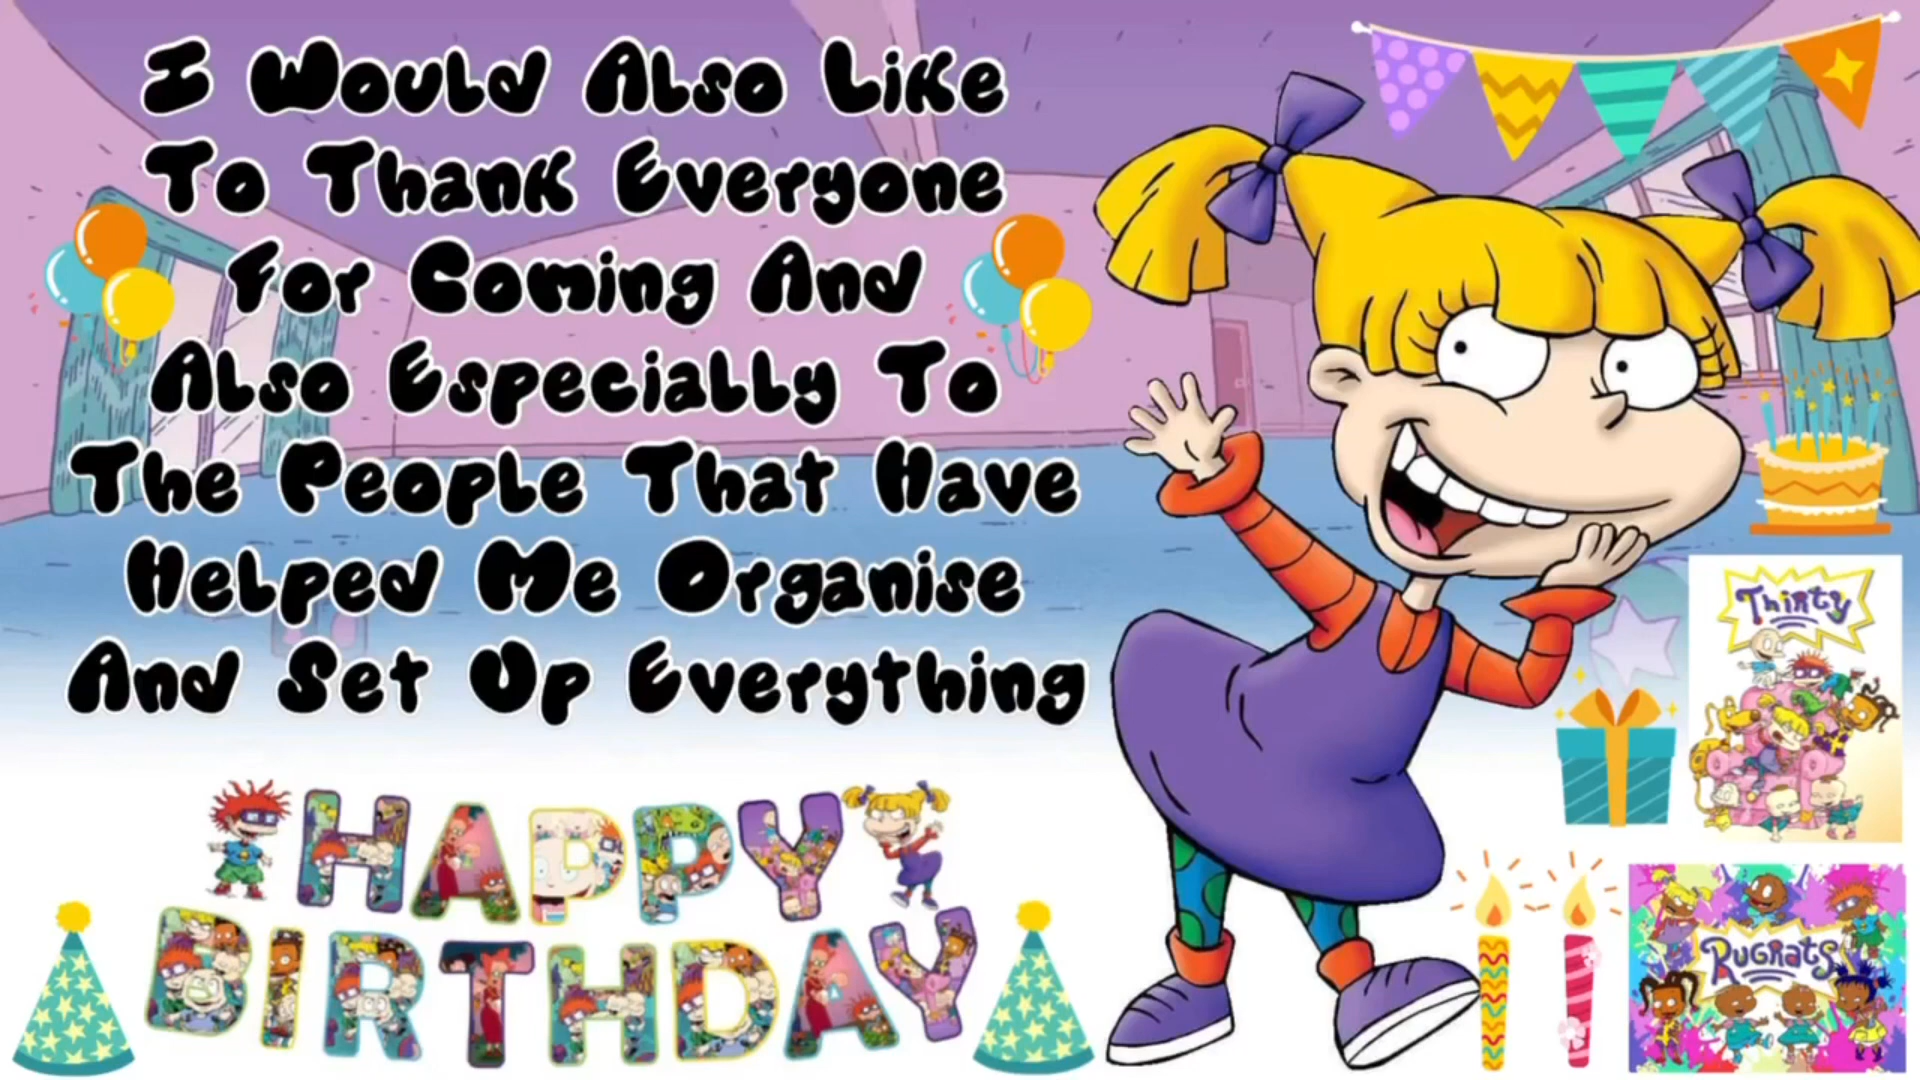 I Would Also Like
To Thank Everyone
For Coming And
Also Especially To
The People That Have
Helped Me Organise
And Set Up Everything
Thirty
HAPPY
BIRTHDAY
RUGRATS